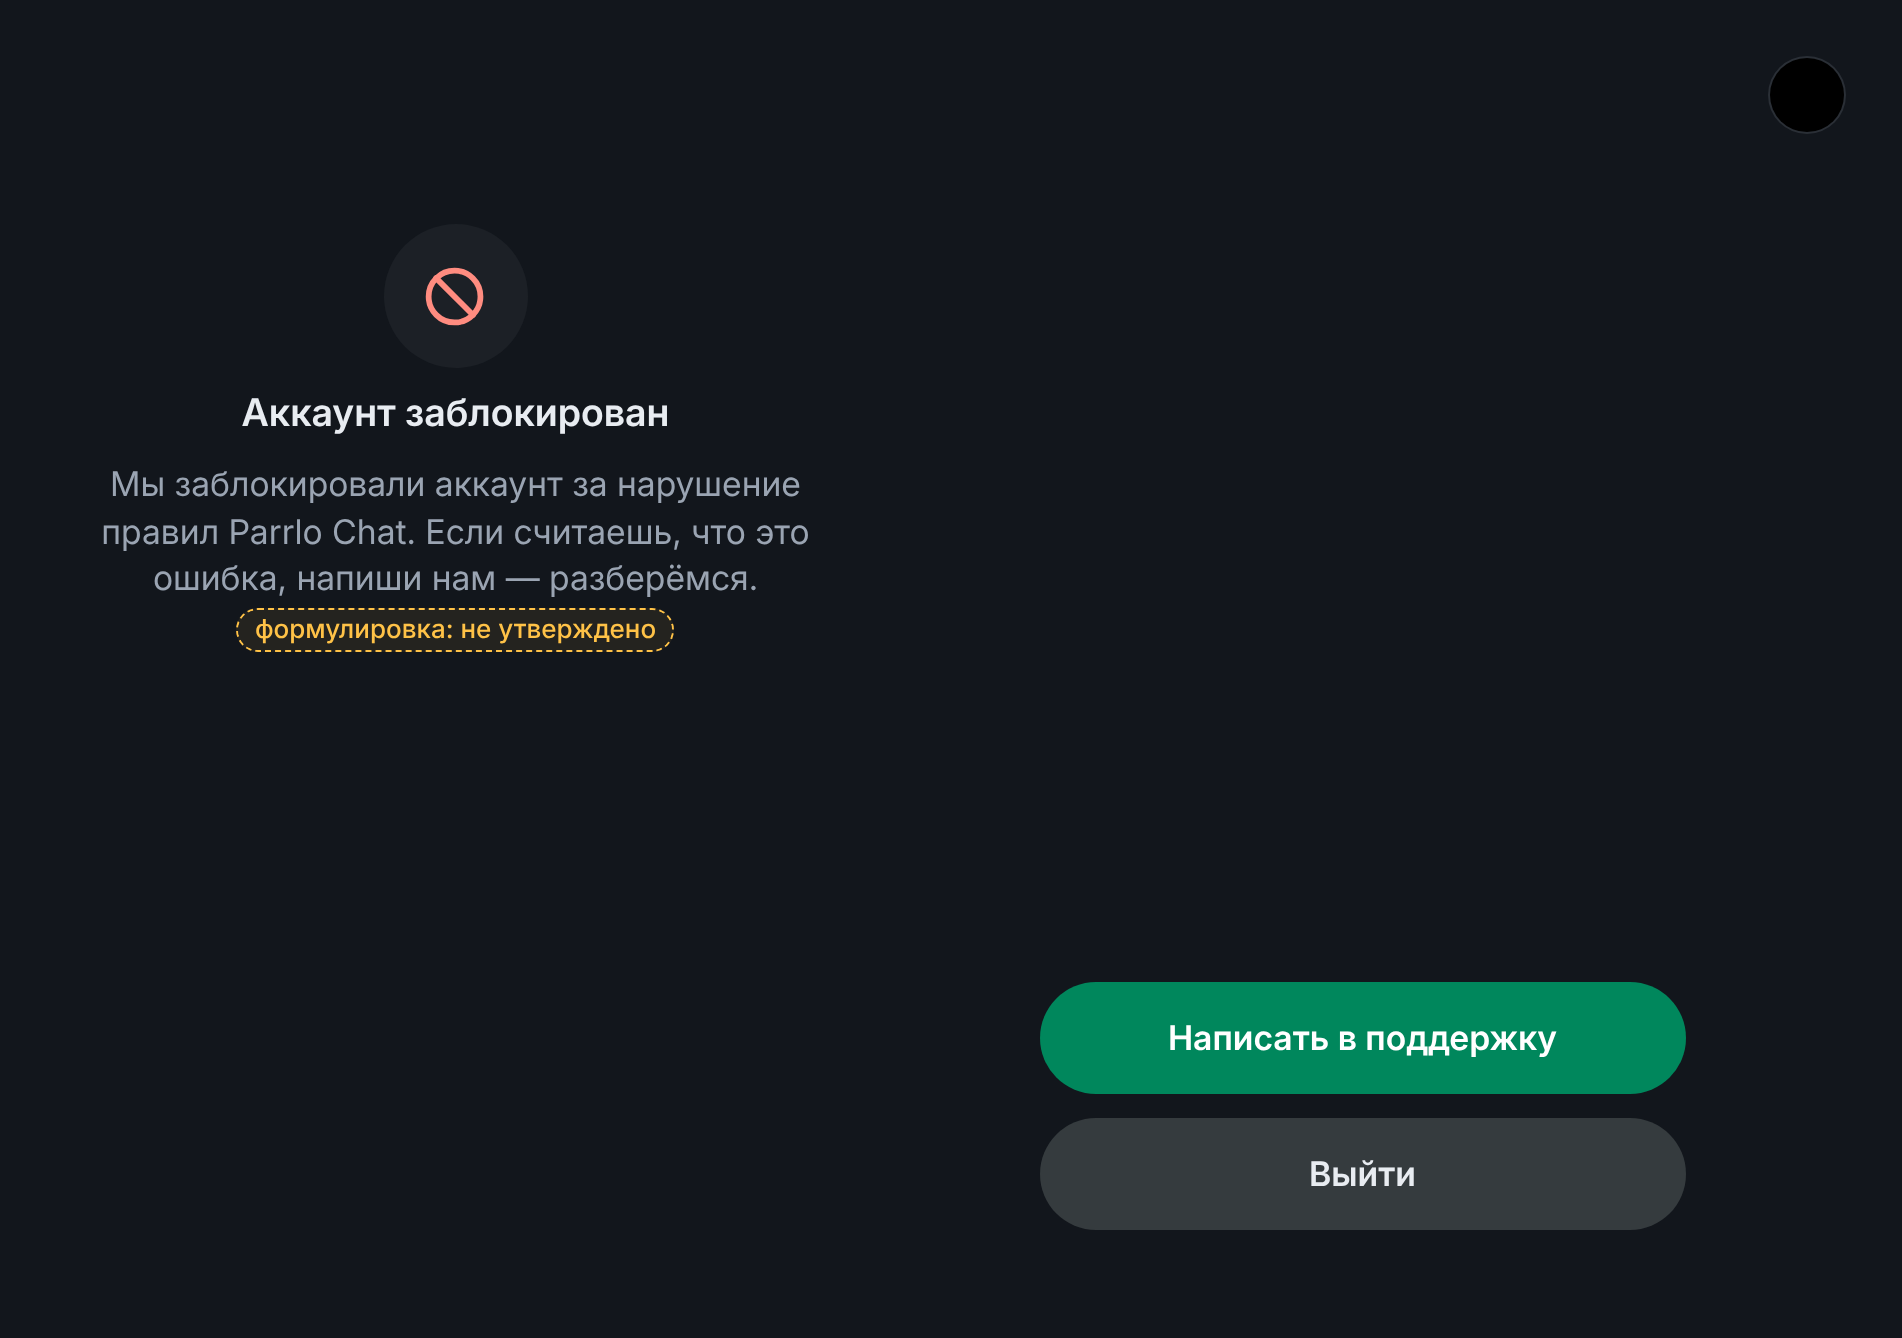 Аккаунт заблокирован
Мы заблокировали аккаунт за нарушение
правил Parrlo Chat. Если считаешь, что это
ошибка, напиши нам — разберёмся.
формулировка: не утверждено
Написать в поддержку
Выйти